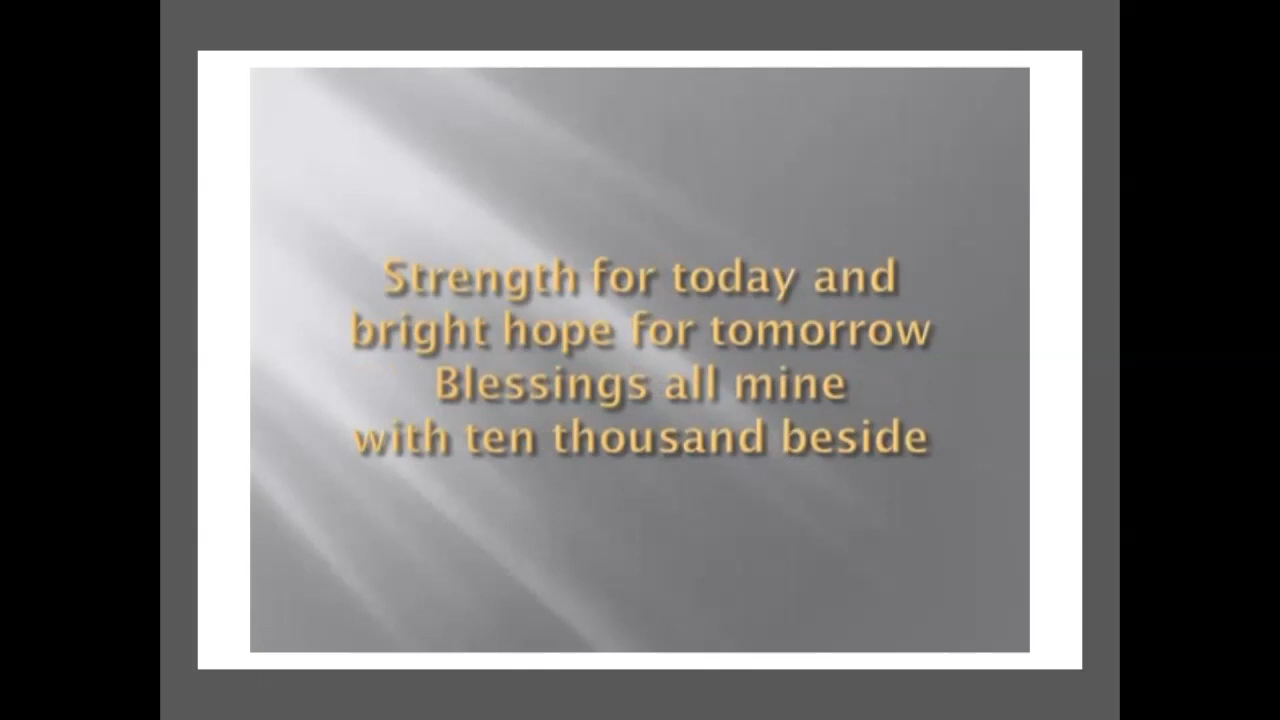 Strength for today and
bright hope for tomorrow
Blessings all mine
with ten thousand beside